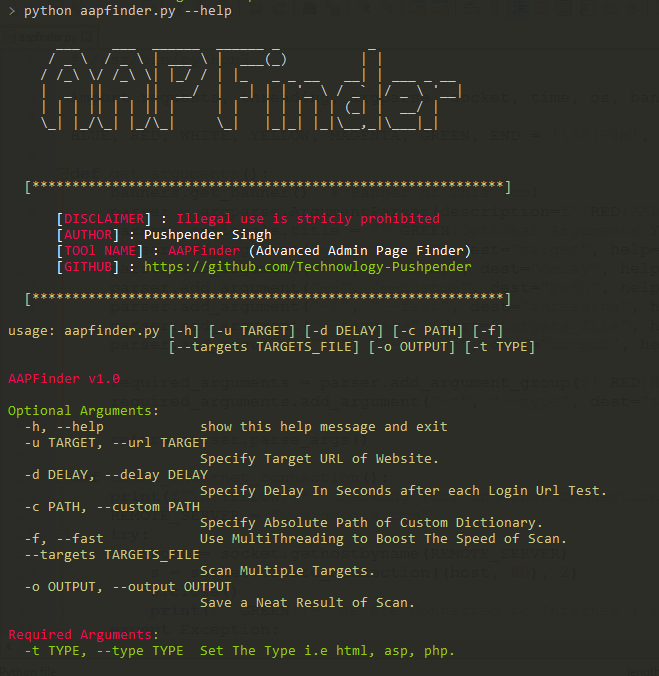 > python aapfinder.py --help
AAPFinder
[***********************************************************]
[DISCLAIMER] : Illegal use is stricly prohibited
[AUTHOR] : Pushpender Singh
[TOOl NAME] : AAPFinder (Advanced Admin Page Finder)
[GITHUB] : https://github.com/Technowlogy-Pushpender
[***********************************************************]
usage: aapfinder.py [-h] [-u TARGET] [-d DELAY] [-c PATH] [-f]
[--targets TARGETS_FILE] [-o OUTPUT] [-t TYPE]
AAPFinder v1.0
Optional Arguments:
-h, --help show this help message and exit
-u TARGET, --url TARGET
Specify Target URL of Website.
-d DELAY, --delay DELAY
Specify Delay In Seconds after each Login Url Test.
-c PATH, --custom PATH
Specify Absolute Path of Custom Dictionary.
-f, --fast Use MultiThreading to Boost The Speed of Scan.
--targets TARGETS_FILE
Scan Multiple Targets.
-o OUTPUT, --output OUTPUT
Save a Neat Result of Scan.
Required Arguments:
-t TYPE, --type TYPE Set The Type i.e html, asp, php.